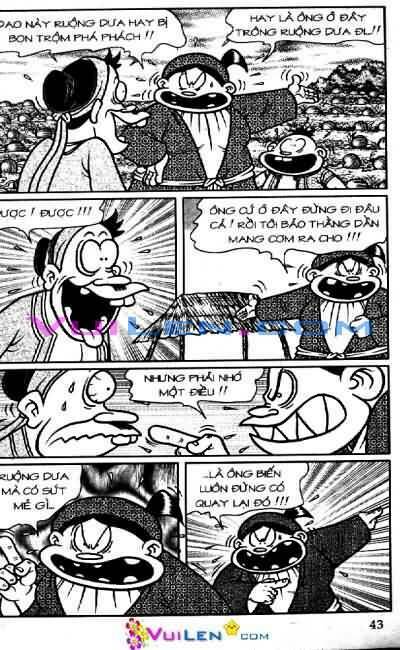 DẠO NÀY RUỘNG DƯA HAY BỊ
BỌN TRỘM PHÁ PHÁCH !!
HAY LÀ ÔNG Ở ĐÂY
TRÔNG RUỘNG DƯA ĐI..!!
ĐƯỢC ! ĐƯỢC !!!
ÔNG CỨ Ở ĐÂY ĐỪNG ĐI ĐÂU
CẢ ! RỒI TÔI BẢO THẰNG DẦN
MANG CƠM RA CHO !!!
VuiLen.com
NHƯNG PHẢI NHỚ
MỘT ĐIỀU !!
RUỘNG DƯA
MÀ CÓ SỨT
MẺ GÌ..
..LÀ ÔNG BIẾN
LUÔN ĐỪNG CÓ
QUAY LẠI ĐÓ !!!
43
VuiLen.com